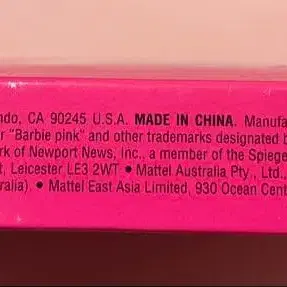 ndo, CA 90245 U.S.A. MADE IN CHINA. Manufa
r "Barbie pink" and other trademarks designated b
rk of Newport News, Inc., a member of the Spiege
t, Leicester LE3 2WT • Mattel Australia Pty., Ltd.,
ralia). • Mattel East Asia Limited, 930 Ocean Cent